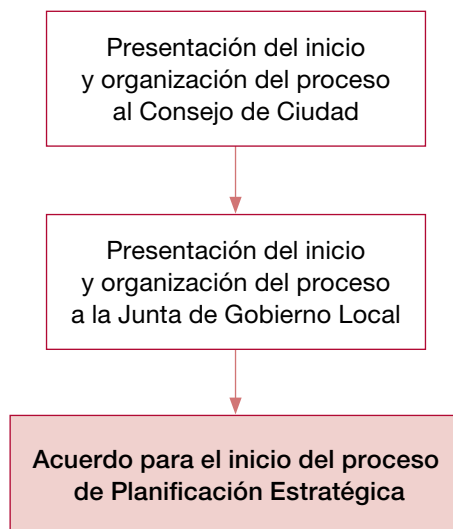 Presentación del inicio
y organización del proceso
al Consejo de Ciudad
Presentación del inicio
y organización del proceso
a la Junta de Gobierno Local
Acuerdo para el inicio del proceso
de Planificación Estratégica